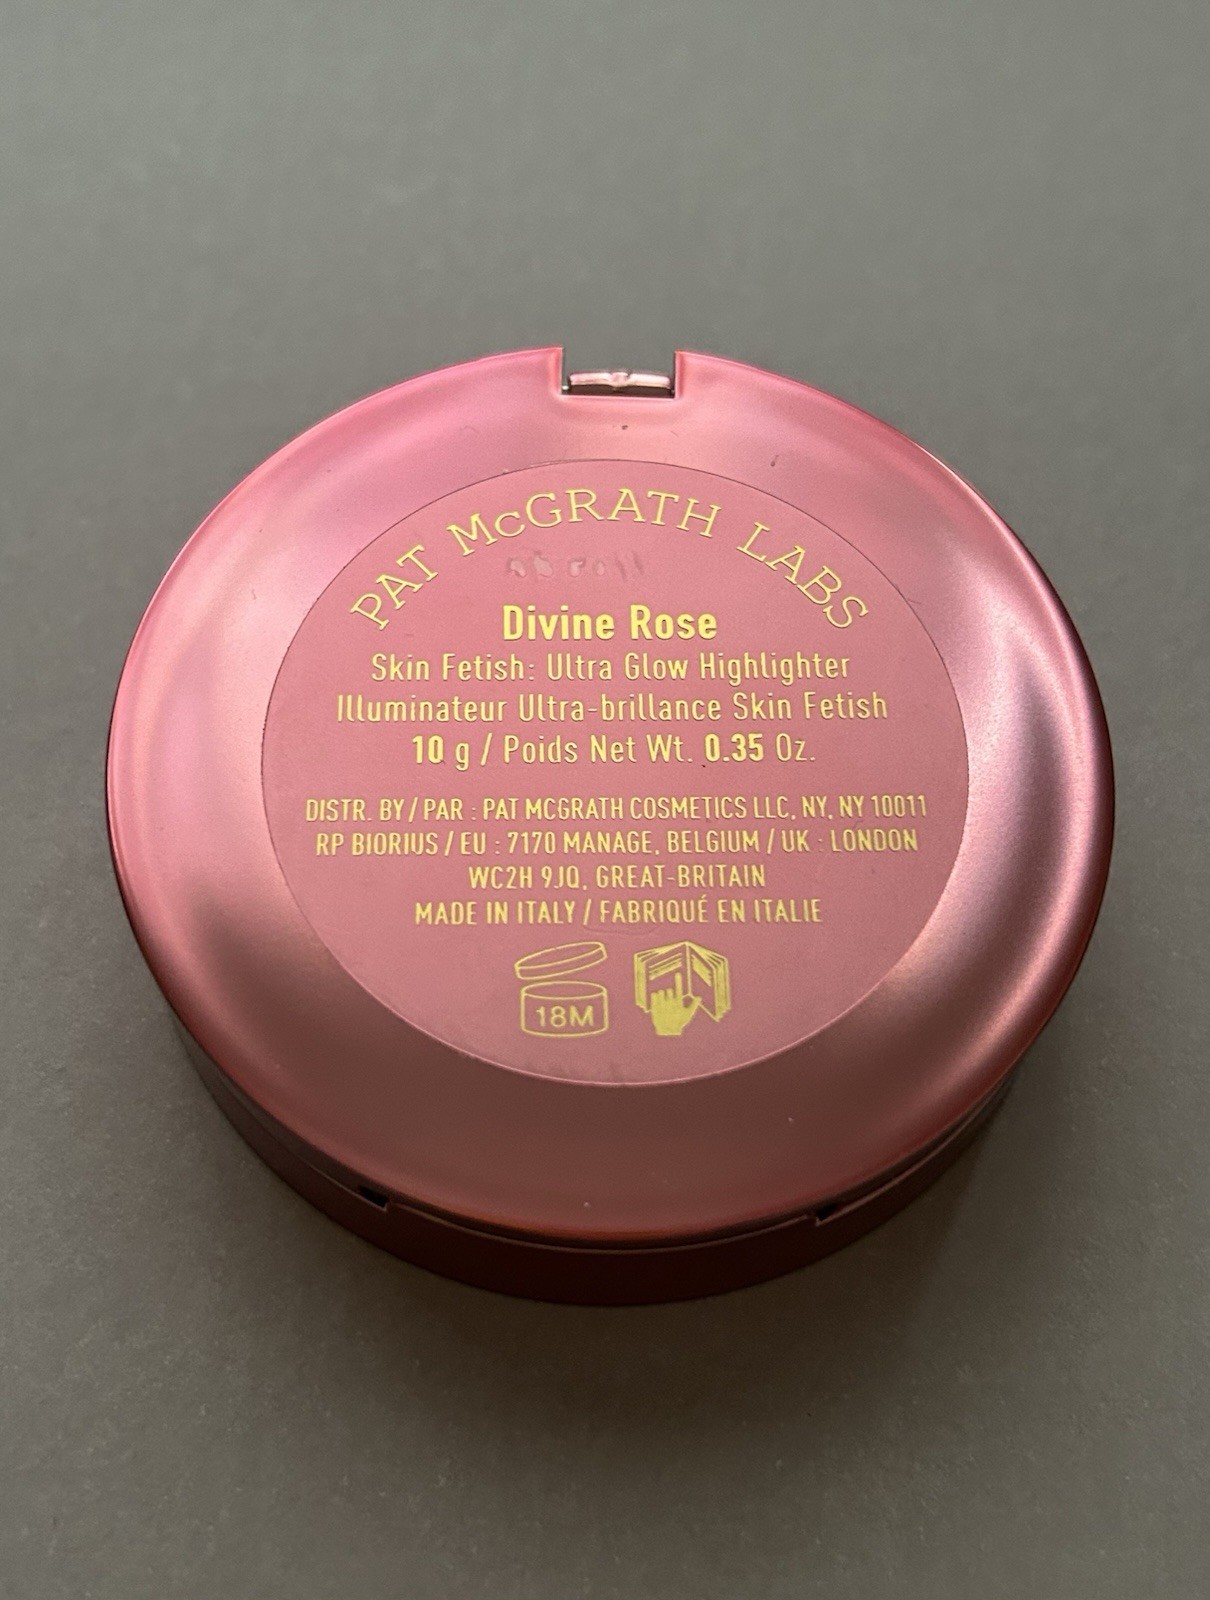 PAT McGRATH LABS
Divine Rose
Skin Fetish: Ultra Glow Highlighter
Illuminateur Ultra-brillance Skin Fetish
10 g / Poids Net Wt. 0.35 Oz.
DISTR. BY / PAR : PAT MCGRATH COSMETICS LLC, NY, NY 10011
RP BIORIUS / EU : 7170 MANAGE, BELGIUM / UK : LONDON
WC2H 9JQ, GREAT-BRITAIN
MADE IN ITALY / FABRIQUÉ EN ITALIE
18M